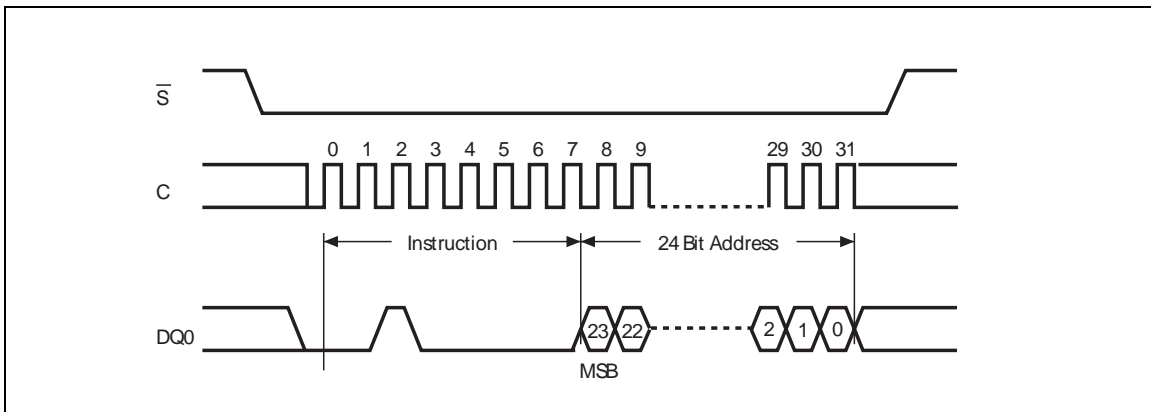 S
0 1 2 3 4 5 6 7 8 9 29 30 31
C
Instruction 24 Bit Address
DQ0
23 22 2 1 0
MSB